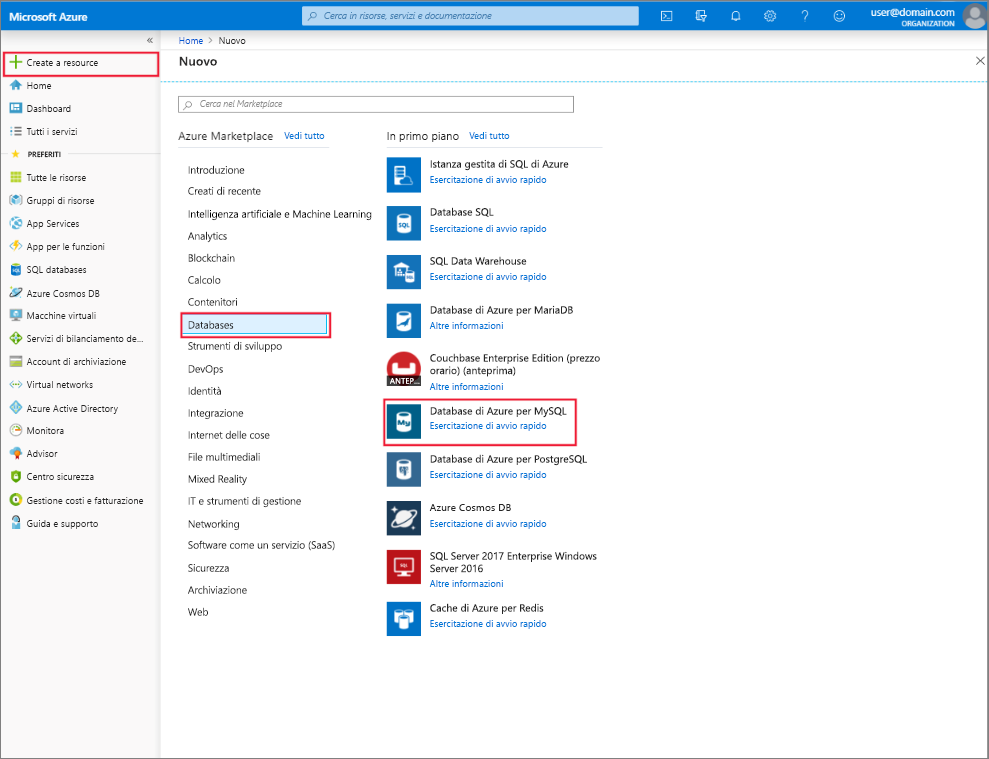 Microsoft Azure
Cerca in risorse, servizi e documentazione
user@domain.com
ORGANIZATION
Create a resource
Home
Dashboard
Tutti i servizi
PREFERITI
Tutte le risorse
Gruppi di risorse
App Services
App per le funzioni
SQL databases
Azure Cosmos DB
Macchine virtuali
Servizi di bilanciamento de...
Account di archiviazione
Virtual networks
Azure Active Directory
Monitora
Advisor
Centro sicurezza
Gestione costi e fatturazione
Guida e supporto
Home > Nuovo
Nuovo
Cerca nel Marketplace
Azure Marketplace Vedi tutto
Introduzione
Creati di recente
Intelligenza artificiale e Machine Learning
Analytics
Blockchain
Calcolo
Contenitori
Databases
Strumenti di sviluppo
DevOps
Identità
Integrazione
Internet delle cose
File multimediali
Mixed Reality
IT e strumenti di gestione
Networking
Software come un servizio (SaaS)
Sicurezza
Archiviazione
Web
In primo piano Vedi tutto
Istanza gestita di SQL di Azure
Esercitazione di avvio rapido
SQL
Database SQL
Esercitazione di avvio rapido
SQL Data Warehouse
Esercitazione di avvio rapido
Database di Azure per MariaDB
Altre informazioni
ANTEP...
Couchbase Enterprise Edition (prezzo
orario) (anteprima)
Altre informazioni
My
Database di Azure per MySQL
Esercitazione di avvio rapido
Database di Azure per PostgreSQL
Esercitazione di avvio rapido
Azure Cosmos DB
Esercitazione di avvio rapido
SQL
SQL Server 2017 Enterprise Windows
Server 2016
Altre informazioni
Cache di Azure per Redis
Esercitazione di avvio rapido